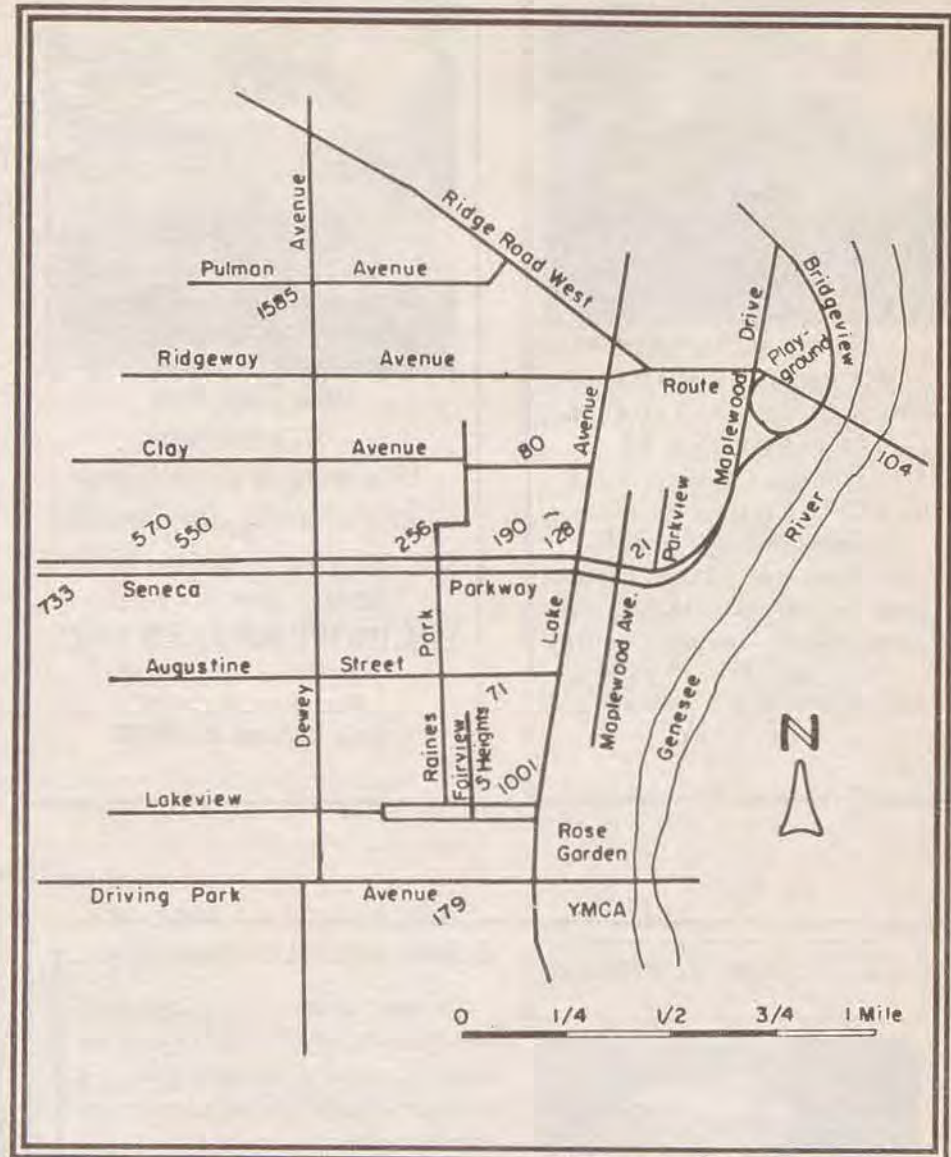 Ridge Road West
Avenue
Pulman Avenue
1585
Bridgeview
Drive
Play-
ground
Ridgeway Avenue
Route
104
Avenue
Maplewood
Clay Avenue 80
Parkview
River
570
550
256
190
128
21
733
Seneca Parkway
Lake
Park
Maplewood Ave.
Augustine Street
71
Dewey
Raines
Fairview
Heights
1001
Genesee
N
Lakeview
Rose
Garden
Driving Park Avenue
179
YMCA
0 1/4 1/2 3/4 1 Mile